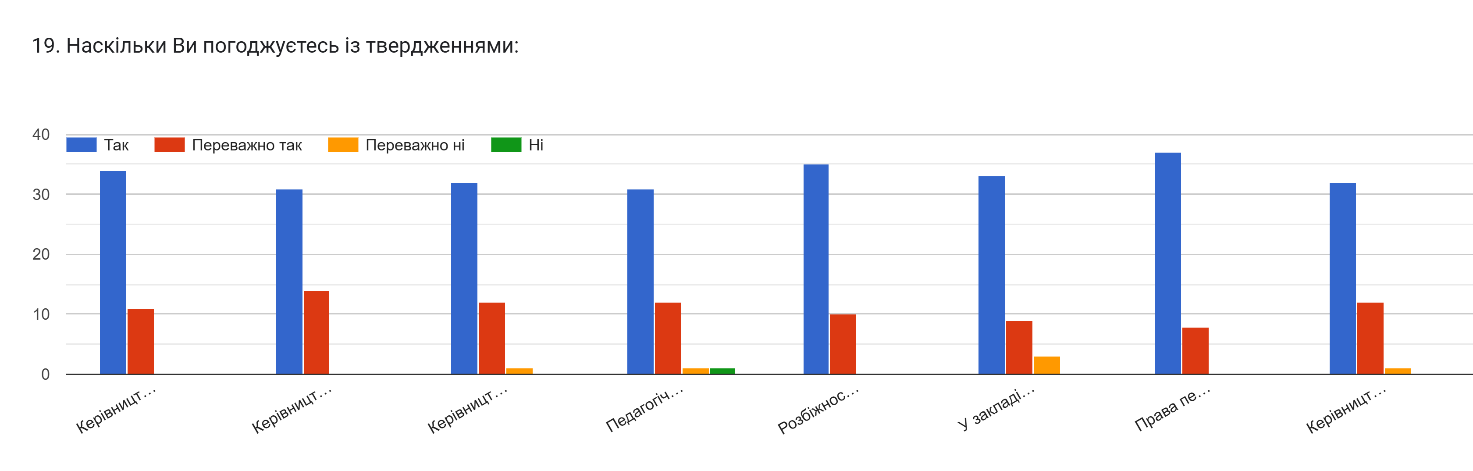 19. Наскільки Ви погоджуєтесь із твердженнями:
Так Переважно так Переважно ні Ні
40
30
20
10
0
Керівницт... Керівницт... Керівницт... Педагогіч... Розбіжнос... У закладі... Права пе... Керівницт...